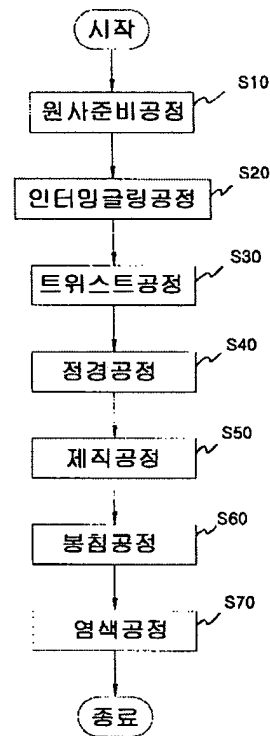 시작
S10
원사준비공정
S20
인터밍글링공정
S30
트위스트공정
S40
정경공정
S50
제직공정
S60
봉침공정
S70
염색공정
종료